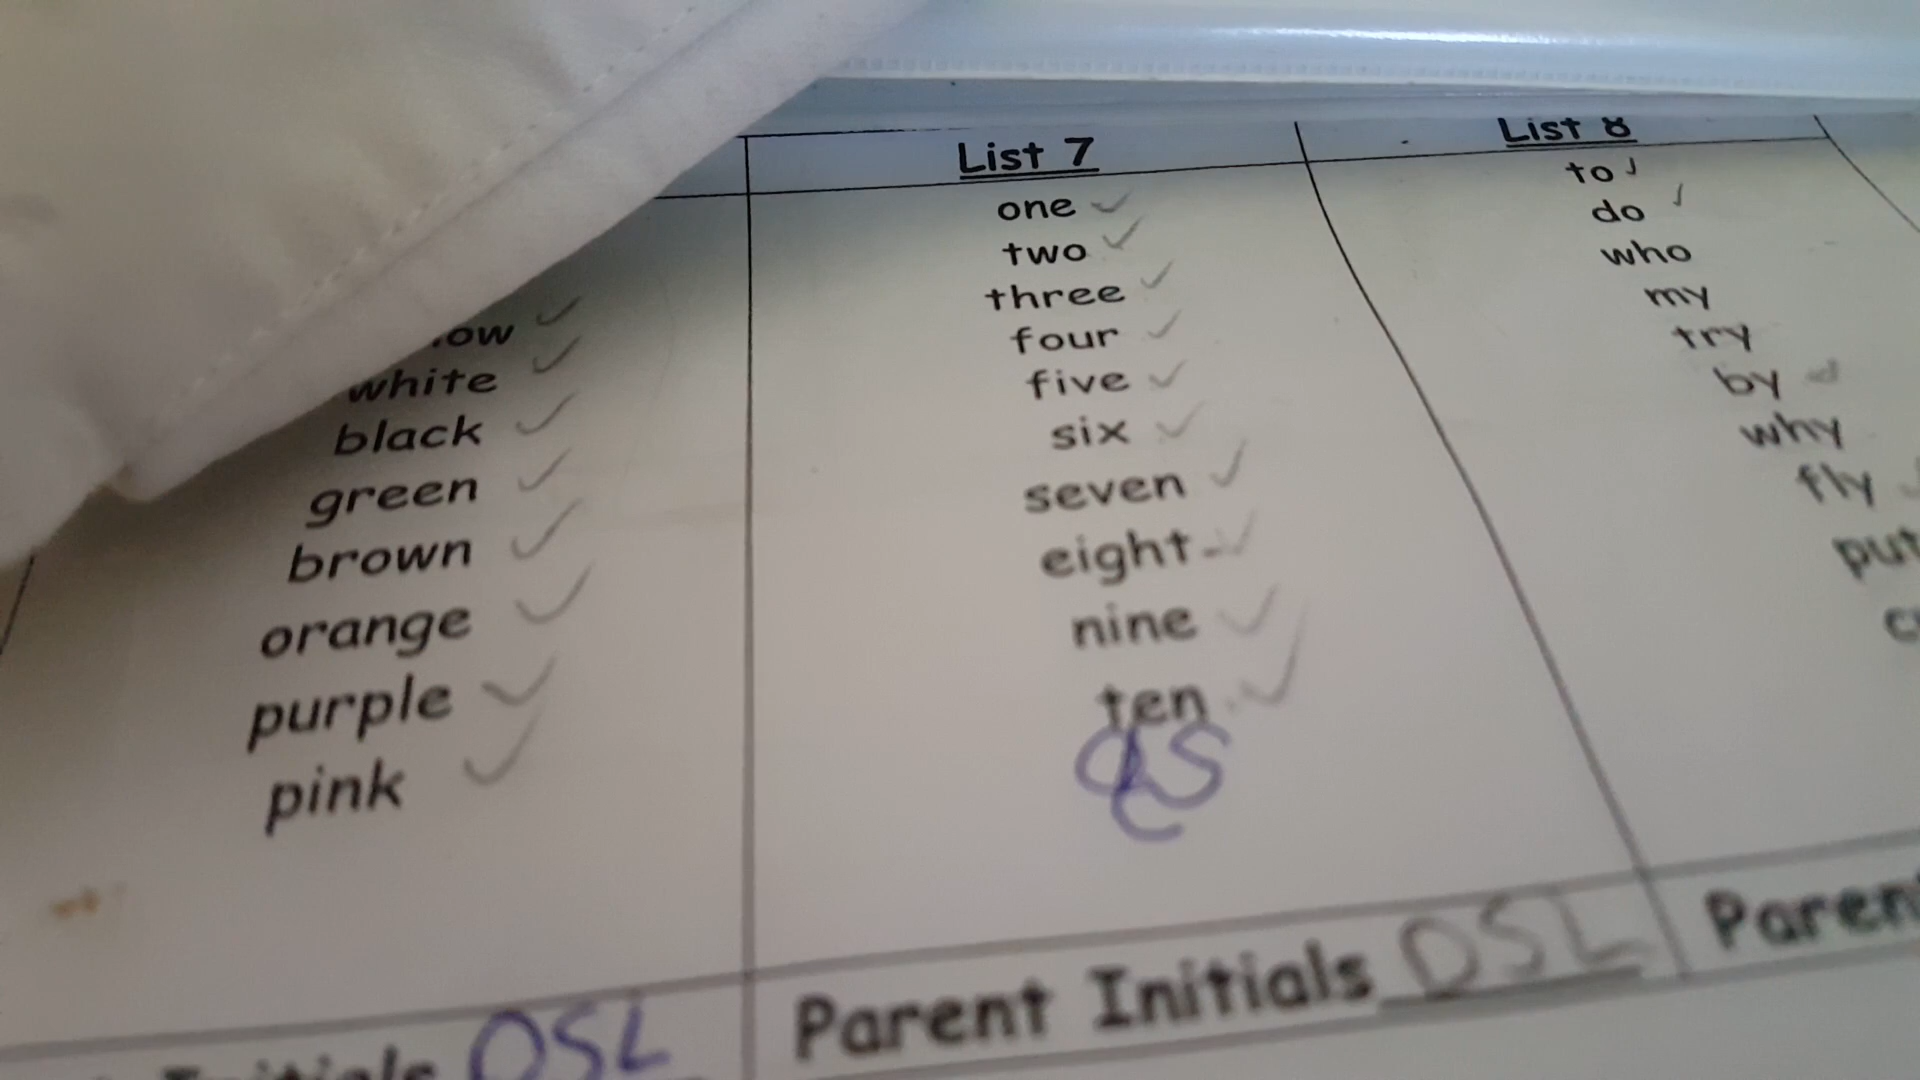 List 7
one
two
three
four
five
six
seven
eight
nine
ten
List 8
to
do
who
my
try
by
why
fly
put
white
black
green
brown
orange
purple
pink
DSL
Parent Initials DSL